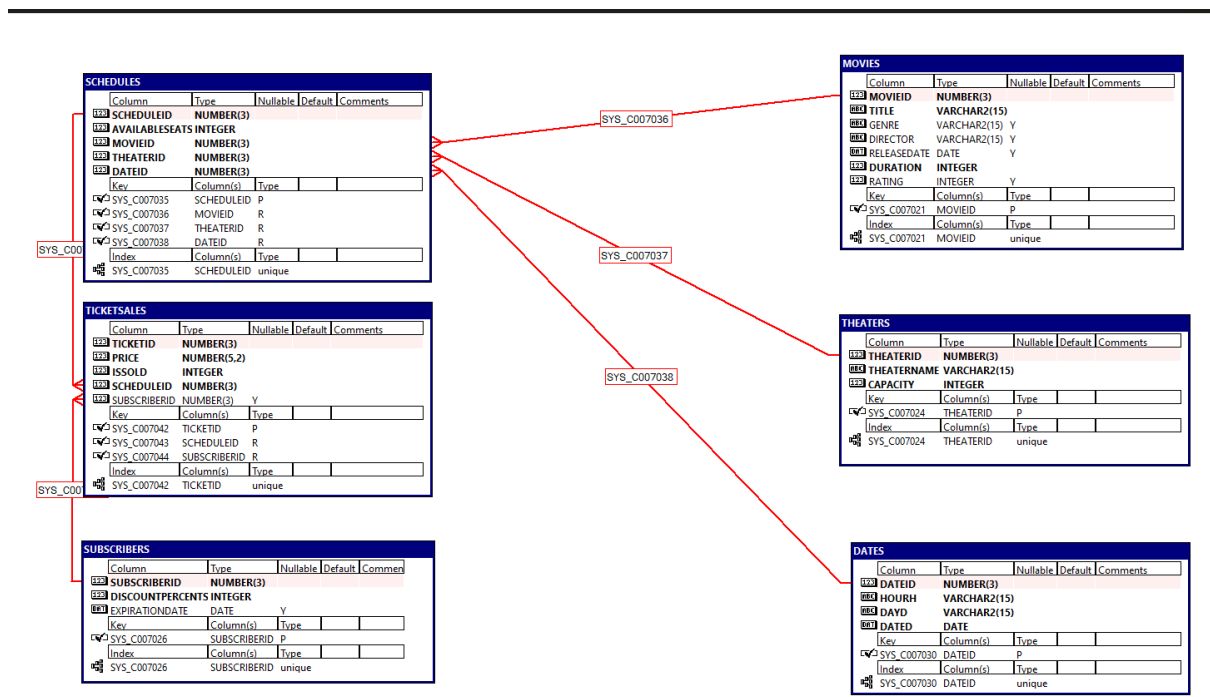 SCHEDULES
Column Type Nullable Default Comments
SCHEDULEID NUMBER(3)
AVAILABLESEATS INTEGER
MOVIEID NUMBER(3)
THEATERID NUMBER(3)
DATEID NUMBER(3)
Key Column(s) Type
SYS_C007035 SCHEDULEID P
SYS_C007036 MOVIEID R
SYS_C007037 THEATERID R
SYS_C007038 DATEID R
Index Column(s) Type
SYS_C007035 SCHEDULEID unique
SYS_C00
TICKETSALES
Column Type Nullable Default Comments
TICKETID NUMBER(3)
PRICE NUMBER(5,2)
ISSOLD INTEGER
SCHEDULEID NUMBER(3)
SUBSCRIBERID NUMBER(3) Y
Key Column(s) Type
SYS_C007042 TICKETID P
SYS_C007043 SCHEDULEID R
SYS_C007044 SUBSCRIBERID R
Index Column(s) Type
SYS_C007042 TICKETID unique
SYS_C007
SUBSCRIBERS
Column Type Nullable Default Commen
SUBSCRIBERID NUMBER(3)
DISCOUNTPERCENTS INTEGER
EXPIRATIONDATE DATE Y
Key Column(s) Type
SYS_C007026 SUBSCRIBERID P
Index Column(s) Type
SYS_C007026 SUBSCRIBERID unique
SYS_C007036
SYS_C007037
SYS_C007038
MOVIES
Column Type Nullable Default Comments
MOVIEID NUMBER(3)
TITLE VARCHAR2(15)
GENRE VARCHAR2(15) Y
DIRECTOR VARCHAR2(15) Y
RELEASEDATE DATE Y
DURATION INTEGER
RATING INTEGER Y
Key Column(s) Type
SYS_C007021 MOVIEID P
Index Column(s) Type
SYS_C007021 MOVIEID unique
THEATERS
Column Type Nullable Default Comments
THEATERID NUMBER(3)
THEATERNAME VARCHAR2(15)
CAPACITY INTEGER
Key Column(s) Type
SYS_C007024 THEATERID P
Index Column(s) Type
SYS_C007024 THEATERID unique
DATES
Column Type Nullable Default Comments
DATEID NUMBER(3)
HOURH VARCHAR2(15)
DAYD VARCHAR2(15)
DATED DATE
Key Column(s) Type
SYS_C007030 DATEID P
Index Column(s) Type
SYS_C007030 DATEID unique